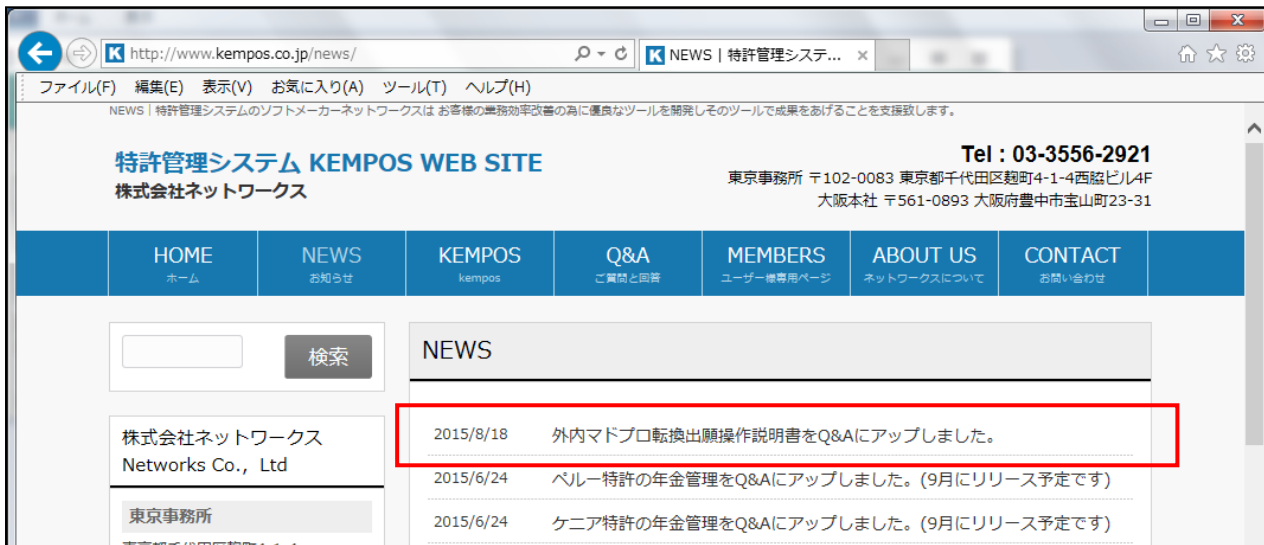 http://www.kempos.co.jp/news/
NEWS | 特許管理システ...
ファイル(F) 編集(E) 表示(V) お気に入り(A) ツール(T) ヘルプ(H)
NEWS | 特許管理システムのソフトメーカーネットワークスは お客様の業務効率改善の為に優良なツールを開発しそのツールで成果をあげることを支援致します。
特許管理システム KEMPOS WEB SITE
株式会社ネットワークス
Tel : 03-3556-2921
東京事務所 〒102-0083 東京都千代田区麹町4-1-4西脇ビル4F
大阪本社 〒561-0893 大阪府豊中市宝山町23-31
HOME
ホーム
NEWS
お知らせ
KEMPOS
kempos
Q&A
ご質問と回答
MEMBERS
ユーザー様専用ページ
ABOUT US
ネットワークスについて
CONTACT
お問い合わせ
検索
株式会社ネットワークス
Networks Co., Ltd
東京事務所
NEWS
2015/8/18 外内マドプロ転換出願操作説明書をQ&Aにアップしました。
2015/6/24 ペルー特許の年金管理をQ&Aにアップしました。(9月にリリース予定です)
2015/6/24 ケニア特許の年金管理をQ&Aにアップしました。(9月にリリース予定です)